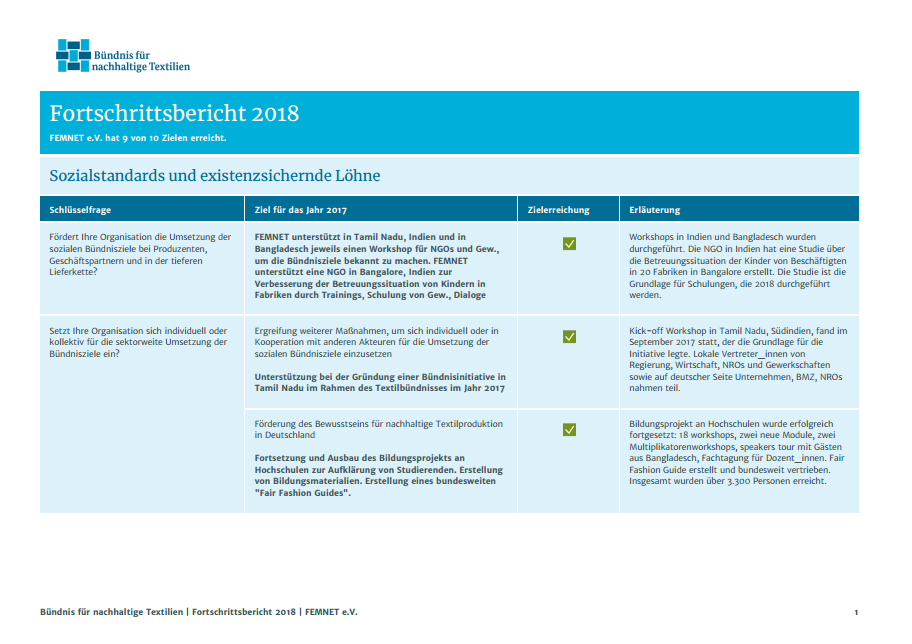 Bündnis für
nachhaltige Textilien
Fortschrittsbericht 2018
FEMNET e.V. hat 9 von 10 Zielen erreicht.
Sozialstandards und existenzsichernde Löhne
Schlüsselfrage
Ziel für das Jahr 2017
Zielerreichung
Erläuterung
Fördert Ihre Organisation die Umsetzung der
sozialen Bündnisziele bei Produzenten,
Geschäftspartnern und in der tieferen
Lieferkette?
FEMNET unterstützt in Tamil Nadu, Indien und in
Bangladesch jeweils einen Workshop für NGOs und Gew.,
um die Bündnisziele bekannt zu machen. FEMNET
unterstützt eine NGO in Bangalore, Indien zur
Verbesserung der Betreuungssituation von Kindern in
Fabriken durch Trainings, Schulung von Gew., Dialoge
Workshops in Indien und Bangladesch wurden
durchgeführt. Die NGO in Indien hat eine Studie über
die Betreuungssituation der Kinder von Beschäftigten
in 20 Fabriken in Bangalore erstellt. Die Studie ist die
Grundlage für Schulungen, die 2018 durchgeführt
werden.
Setzt Ihre Organisation sich individuell oder
kollektiv für die sektorweite Umsetzung der
Bündnisziele ein?
Ergreifung weiterer Maßnahmen, um sich individuell oder in
Kooperation mit anderen Akteuren für die Umsetzung der
sozialen Bündnisziele einzusetzen
Unterstützung bei der Gründung einer Bündnisinitiative in
Tamil Nadu im Rahmen des Textilbündnisses im Jahr 2017
Kick-off Workshop in Tamil Nadu, Südindien, fand im
September 2017 statt, der die Grundlage für die
Initiative legte. Lokale Vertreter_innen von
Regierung, Wirtschaft, NROs und Gewerkschaften
sowie auf deutscher Seite Unternehmen, BMZ, NROs
nahmen teil.
Förderung des Bewusstseins für nachhaltige Textilproduktion
in Deutschland
Fortsetzung und Ausbau des Bildungsprojekts an
Hochschulen zur Aufklärung von Studierenden. Erstellung
von Bildungsmaterialien. Erstellung eines bundesweiten
"Fair Fashion Guides".
Bildungsprojekt an Hochschulen wurde erfolgreich
fortgesetzt: 18 workshops, zwei neue Module, zwei
Multiplikatorenworkshops, speakers tour mit Gästen
aus Bangladesch, Fachtagung für Dozent_innen. Fair
Fashion Guide erstellt und bundesweit vertrieben.
Insgesamt wurden über 3.300 Personen erreicht.
Bündnis für nachhaltige Textilien | Fortschrittsbericht 2018 | FEMNET e.V.
1